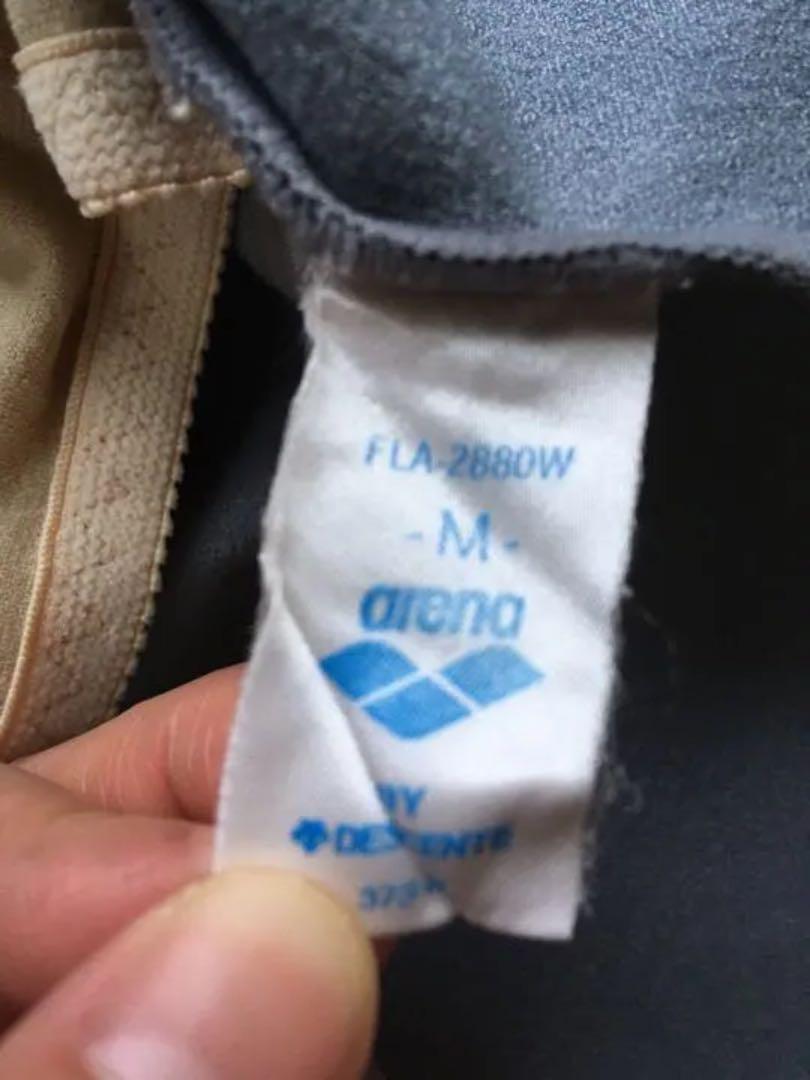 FLA-2880W
-M-
arena
BY
DESCENTE